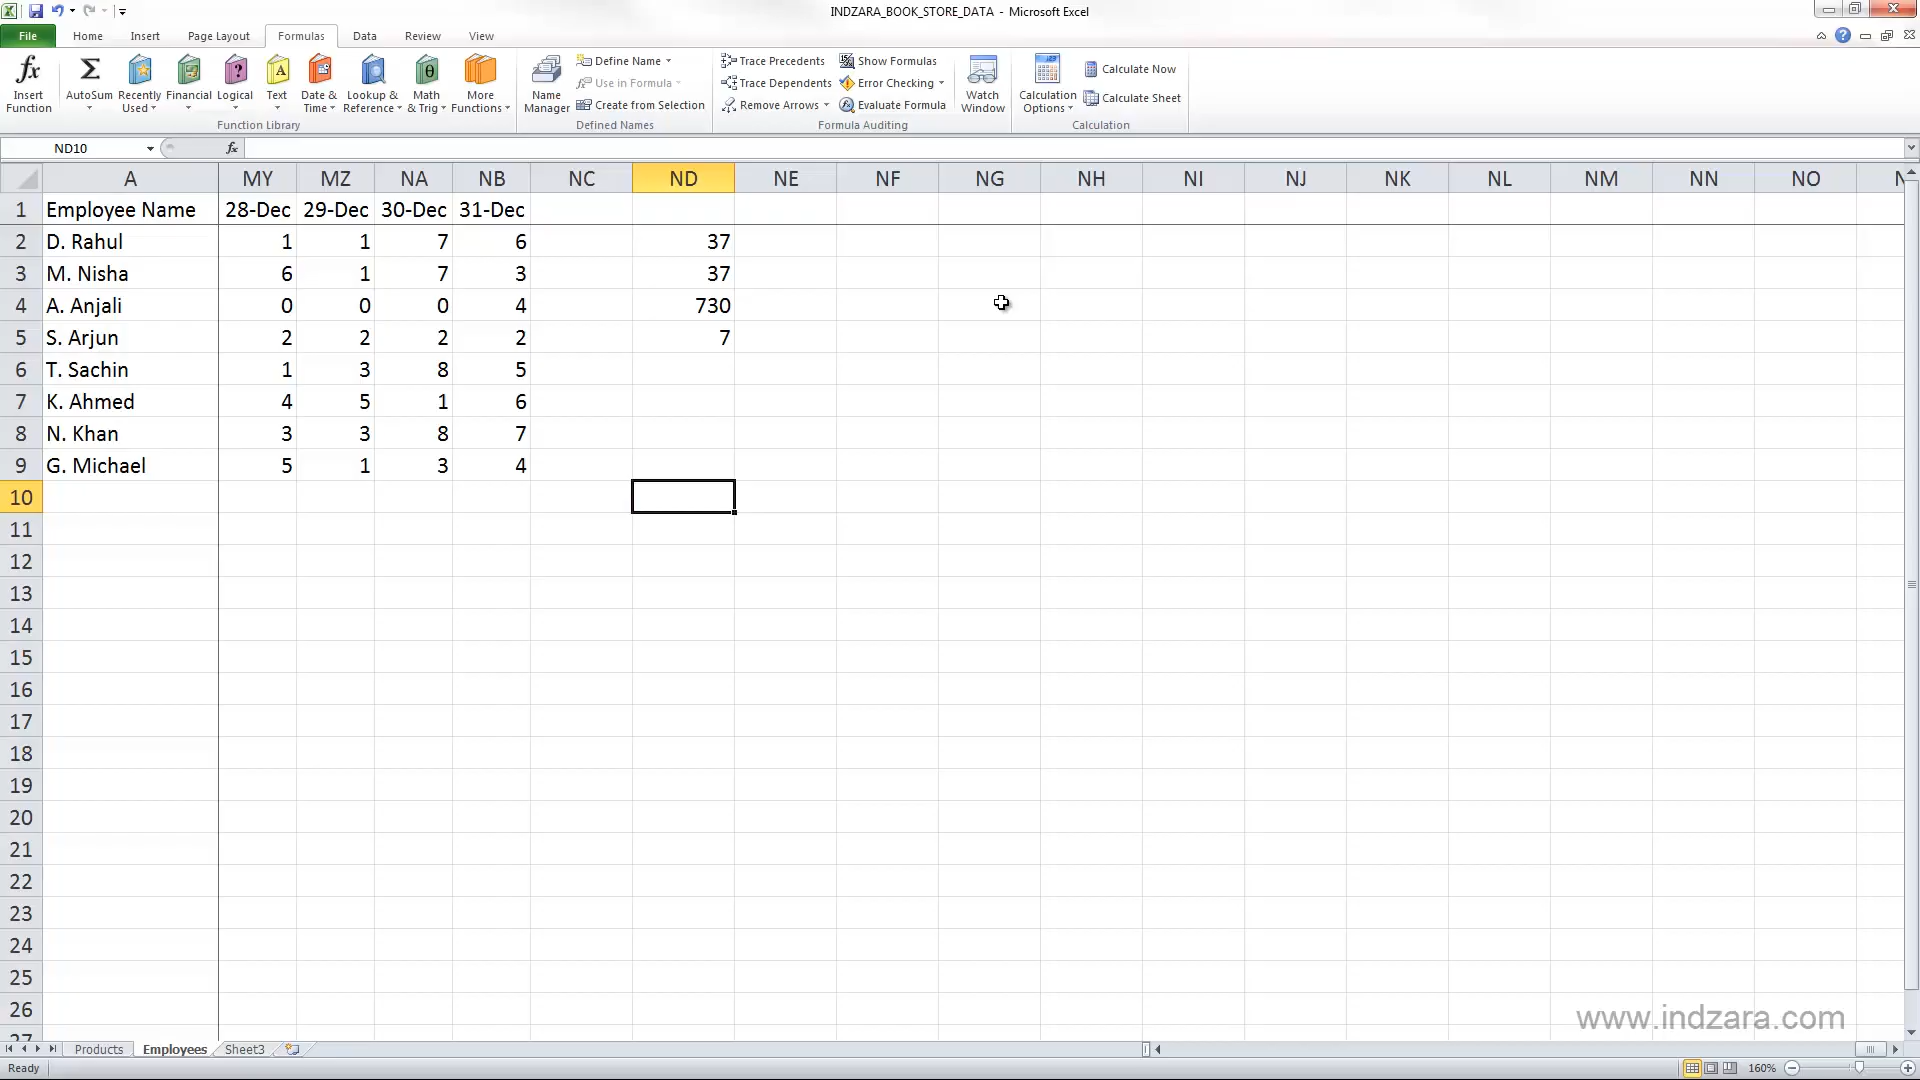 INDZARA_BOOK_STORE_DATA - Microsoft Excel
File Home Insert Page Layout Formulas Data Review View
fx Insert Function
Σ AutoSum
Recently Used
Financial
Logical
Text
Date & Time
Lookup & Reference
Math & Trig
More Functions
Function Library
Name Manager
Define Name
Use in Formula
Create from Selection
Defined Names
Trace Precedents
Trace Dependents
Remove Arrows
Show Formulas
Error Checking
Evaluate Formula
Formula Auditing
Watch Window
Calculation Options
Calculate Now
Calculate Sheet
Calculation
ND10 fx
A MY MZ NA NB NC ND NE NF NG NH NI NJ NK NL NM NN NO
1 Employee Name 28-Dec 29-Dec 30-Dec 31-Dec
2 D. Rahul 1 1 7 6 37
3 M. Nisha 6 1 7 3 37
4 A. Anjali 0 0 0 4 730
5 S. Arjun 2 2 2 2 7
6 T. Sachin 1 3 8 5
7 K. Ahmed 4 5 1 6
8 N. Khan 3 3 8 7
9 G. Michael 5 1 3 4
10
11
12
13
14
15
16
17
18
19
20
21
22
23
24
25
26
www.indzara.com
Products Employees Sheet3
Ready 160%